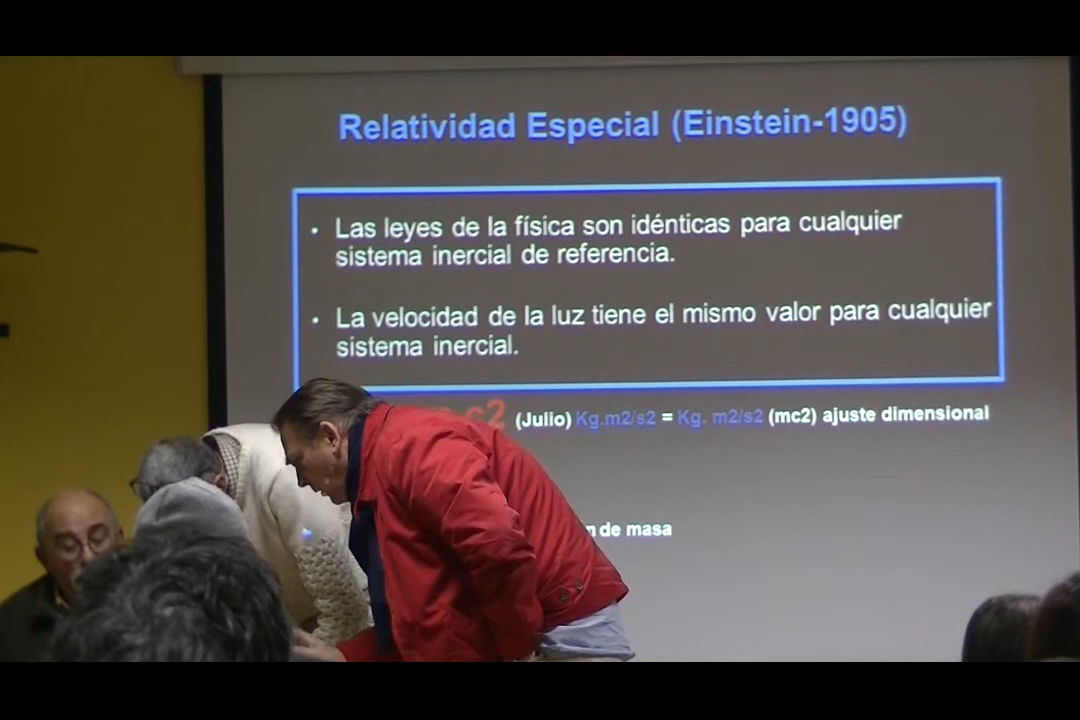 Relatividad Especial (Einstein-1905)
• Las leyes de la física son idénticas para cualquier
sistema inercial de referencia.
• La velocidad de la luz tiene el mismo valor para cualquier
sistema inercial.
c2 (Julio) Kg.m2/s2 = Kg. m2/s2 (mc2) ajuste dimensional
de masa